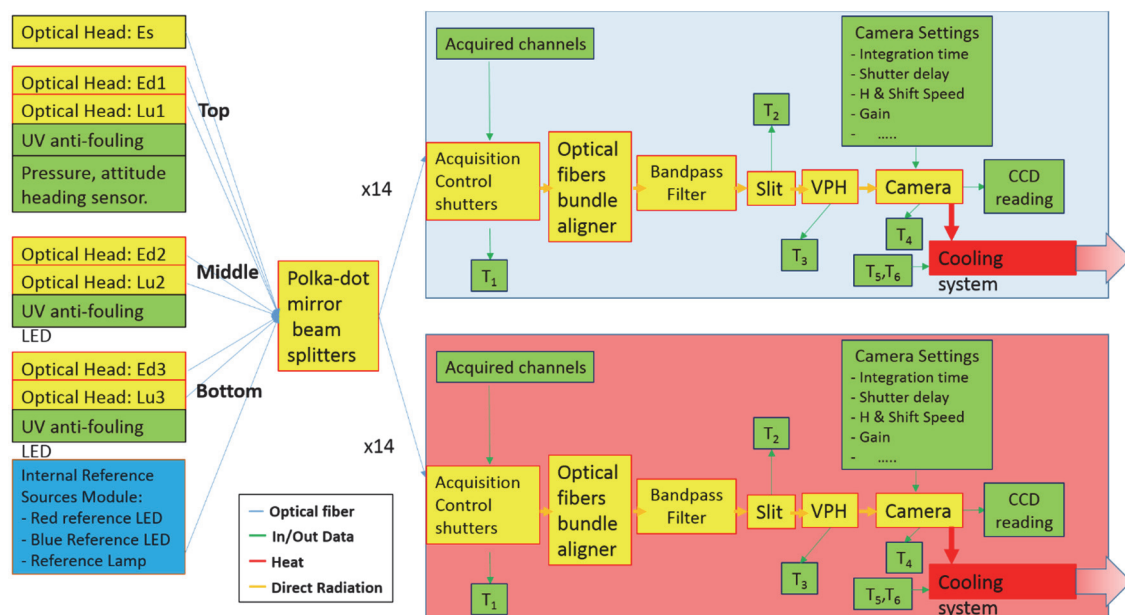 Optical Head: Es
Optical Head: Ed1
Optical Head: Lu1
UV anti-fouling
Pressure, attitude
heading sensor.
Top
Optical Head: Ed2
Optical Head: Lu2
UV anti-fouling
LED
Middle
Optical Head: Ed3
Optical Head: Lu3
UV anti-fouling
LED
Bottom
Internal Reference
Sources Module:
- Red reference LED
- Blue Reference LED
- Reference Lamp
Polka-dot
mirror
beam
splitters
x14
x14
Optical fiber
In/Out Data
Heat
Direct Radiation
Acquired channels
Acquisition
Control
shutters
T1
Optical
fibers
bundle
aligner
Bandpass
Filter
T2
Slit
VPH
T3
Camera Settings
- Integration time
- Shutter delay
- H & Shift Speed
- Gain
- .....
Camera
T4
CCD
reading
T5,T6
Cooling
system
Acquired channels
Acquisition
Control
shutters
T1
Optical
fibers
bundle
aligner
Bandpass
Filter
T2
Slit
VPH
T3
Camera Settings
- Integration time
- Shutter delay
- H & Shift Speed
- Gain
- .....
Camera
T4
CCD
reading
T5,T6
Cooling
system